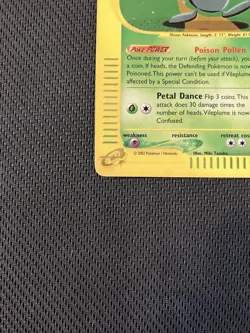 Flower Pokémon. Length: 3' 11", Weight: 41
Poké-POWER Poison Pollen
Once during your turn (before your attack), you
a coin. If heads, the Defending Pokémon is now
Poisoned. This power can't be used if Vileplume
affected by a Special Condition.
Petal Dance Flip 3 coins. This
attack does 30 damage times the
number of heads. Vileplume is now
Confused.
weakness resistance retreat cos
© 2002 Pokémon / Nintendo Illus. Miki Tanaka